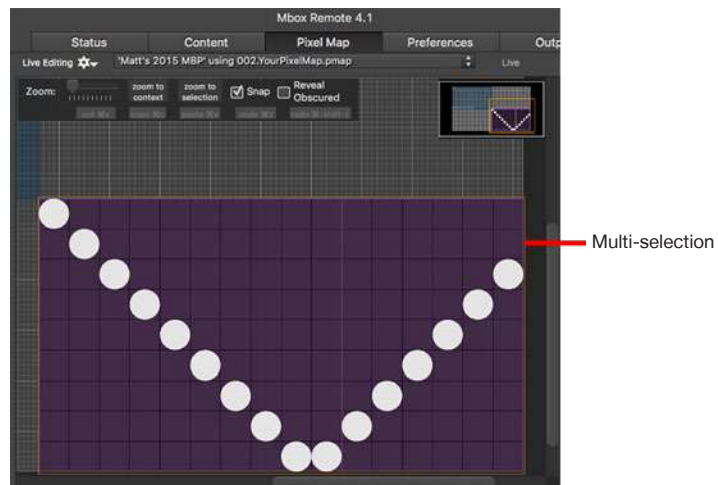 Mbox Remote 4.1
Status Content Pixel Map Preferences Outp
Live Editing 'Matt's 2015 MBP' using 002.YourPixelMap.pmap Live
Zoom: zoom to context zoom to selection Snap Reveal Obscured
Multi-selection